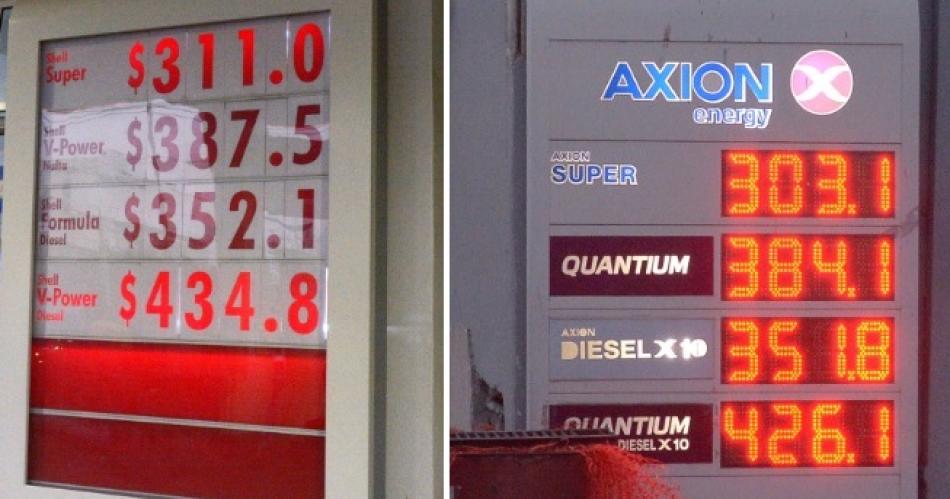 Shell
Super $311.0
Shell
V-Power $387.5
Nafta
Shell
Formula $352.1
Diesel
Shell
V-Power $434.8
Diesel
AXION
energy
AXION
SUPER 303.1
QUANTIUM 384.1
AXION
DIESEL X10 351.8
QUANTIUM 426.1
DIESEL X10